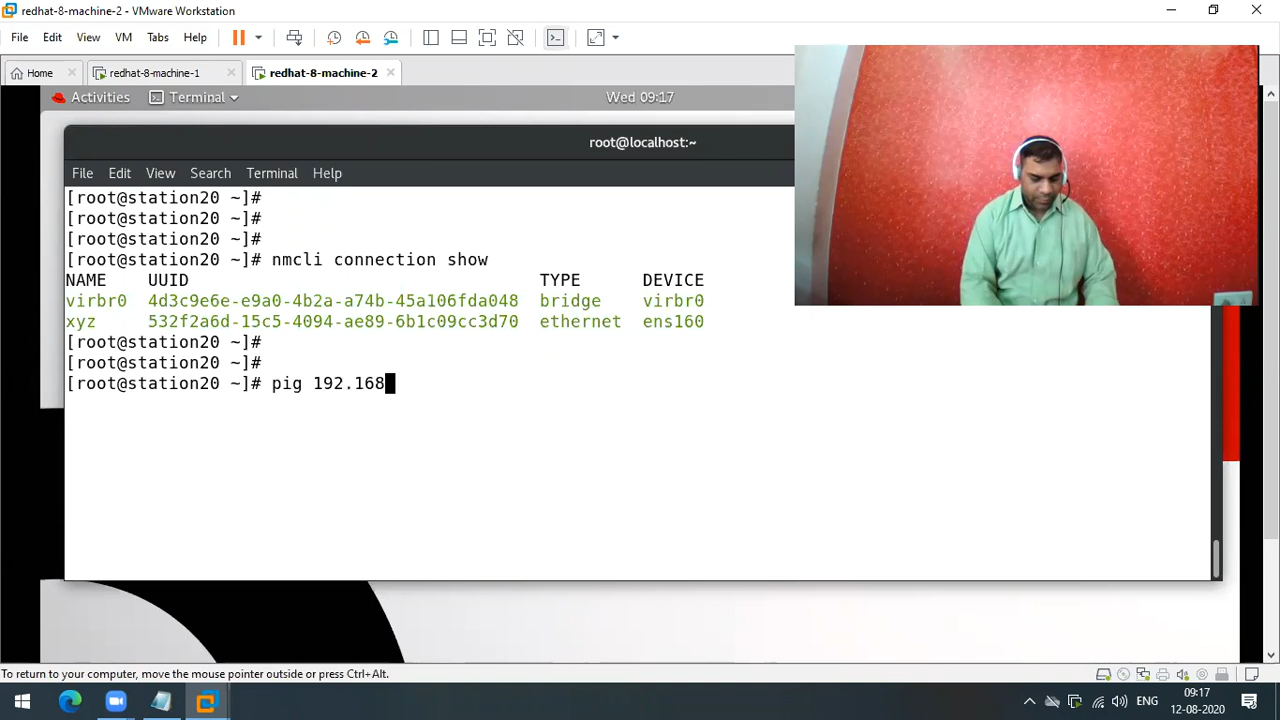 redhat-8-machine-2 - VMware Workstation
File Edit View VM Tabs Help
Home redhat-8-machine-1 redhat-8-machine-2
Activities Terminal Wed 09:17
root@localhost:~
File Edit View Search Terminal Help
[root@station20 ~]#
[root@station20 ~]#
[root@station20 ~]#
[root@station20 ~]# nmcli connection show
NAME UUID TYPE DEVICE
virbr0 4d3c9e6e-e9a0-4b2a-a74b-45a106fda048 bridge virbr0
xyz 532f2a6d-15c5-4094-ae89-6b1c09cc3d70 ethernet ens160
[root@station20 ~]#
[root@station20 ~]#
[root@station20 ~]# pig 192.168
To return to your computer, move the mouse pointer outside or press Ctrl+Alt.
ENG 09:17
12-08-2020